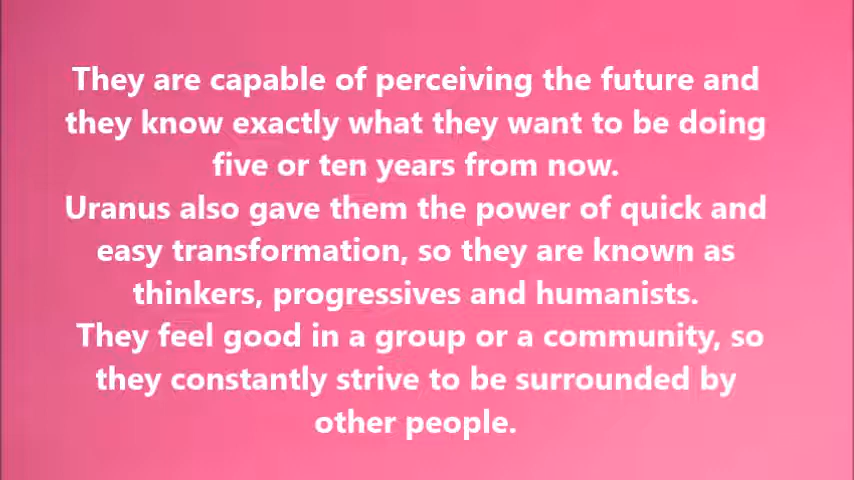 They are capable of perceiving the future and
they know exactly what they want to be doing
five or ten years from now.
Uranus also gave them the power of quick and
easy transformation, so they are known as
thinkers, progressives and humanists.
They feel good in a group or a community, so
they constantly strive to be surrounded by
other people.